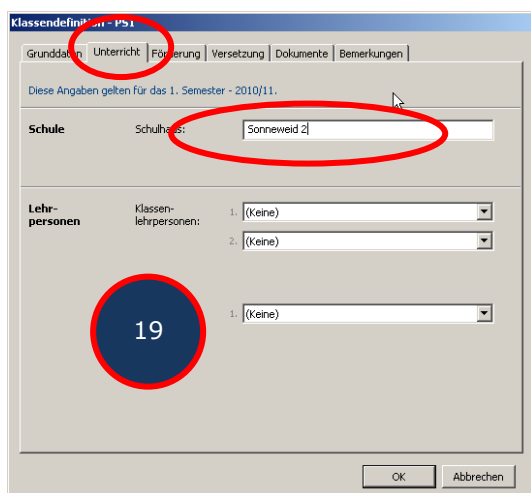 Klassendefinition - PS1
Grunddaten Unterricht Förderung Versetzung Dokumente Bemerkungen
Diese Angaben gelten für das 1. Semester - 2010/11.
Schule Schulhaus: Sonneweid 2
Lehr- Klassen- 1. (Keine)
personen lehrpersonen:
2. (Keine)
1. (Keine)
19
OK Abbrechen